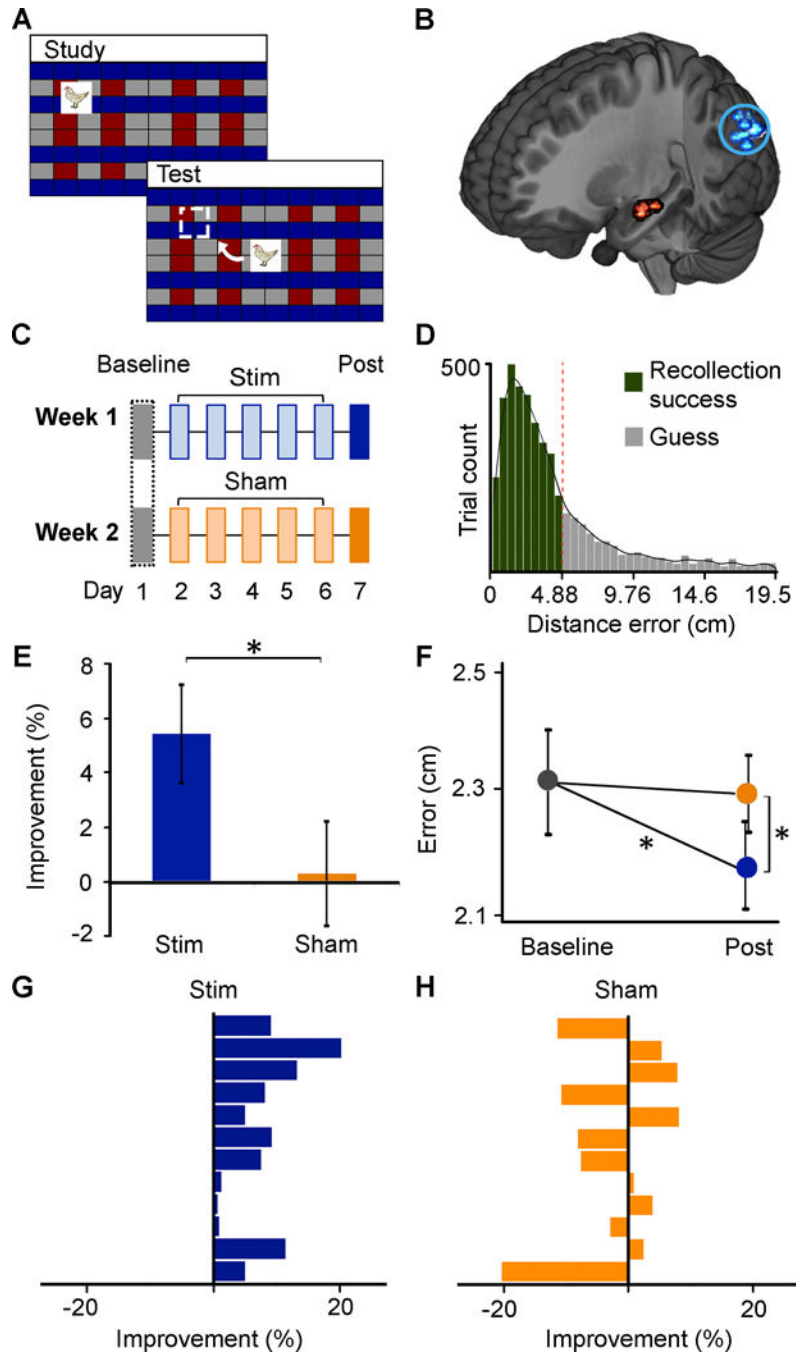 A
Study
Test
B
C
Baseline
Stim
Post
Week 1
Sham
Week 2
Day 1 2 3 4 5 6 7
D
500
Trial count
Recollection
success
Guess
0 4.88 9.76 14.6 19.5
Distance error (cm)
E
8
6
4
2
0
-2
Improvement (%)
*
Stim Sham
F
2.5
2.3
2.1
Error (cm)
*
*
Baseline Post
G
Stim
-20 20
Improvement (%)
H
Sham
-20 20
Improvement (%)